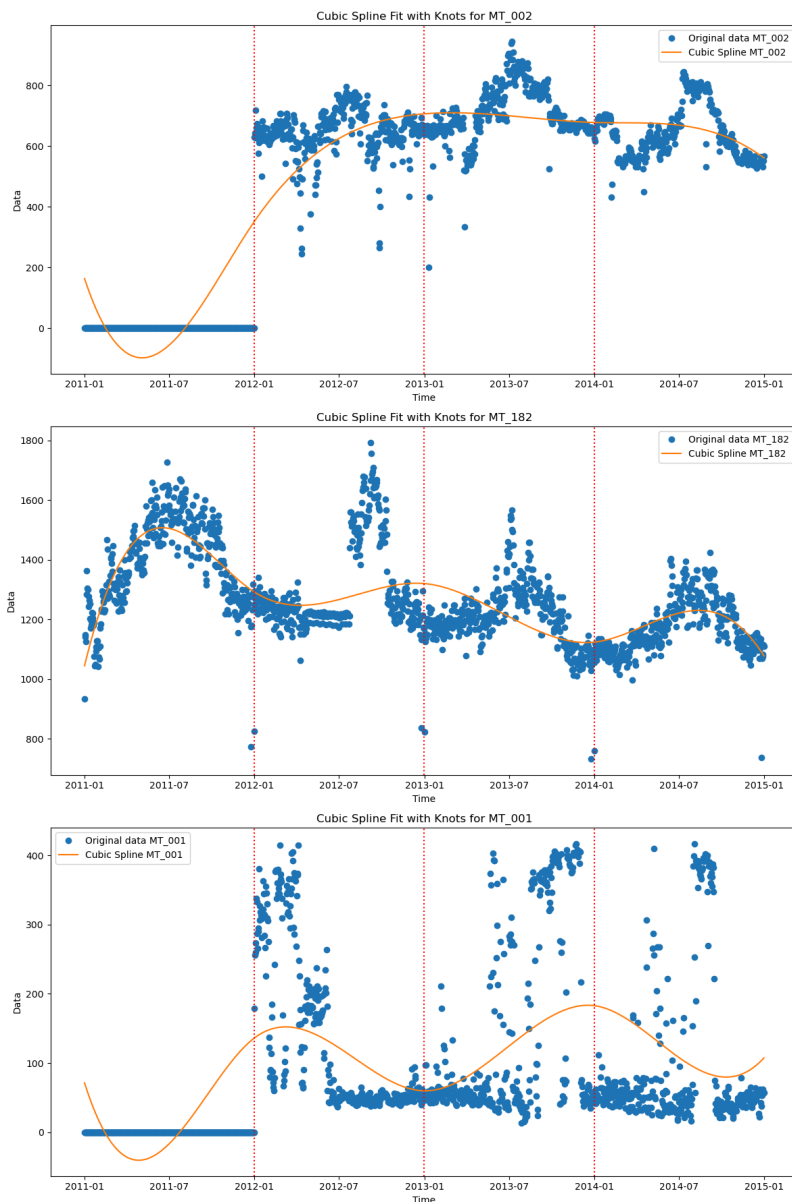 Cubic Spline Fit with Knots for MT_002
Original data MT_002
Cubic Spline MT_002
Data
800
600
400
200
0
2011-01 2011-07 2012-01 2012-07 2013-01 2013-07 2014-01 2014-07 2015-01
Time
Cubic Spline Fit with Knots for MT_182
Original data MT_182
Cubic Spline MT_182
Data
1800
1600
1400
1200
1000
800
2011-01 2011-07 2012-01 2012-07 2013-01 2013-07 2014-01 2014-07 2015-01
Time
Cubic Spline Fit with Knots for MT_001
Original data MT_001
Cubic Spline MT_001
Data
400
300
200
100
0
2011-01 2011-07 2012-01 2012-07 2013-01 2013-07 2014-01 2014-07 2015-01
Time